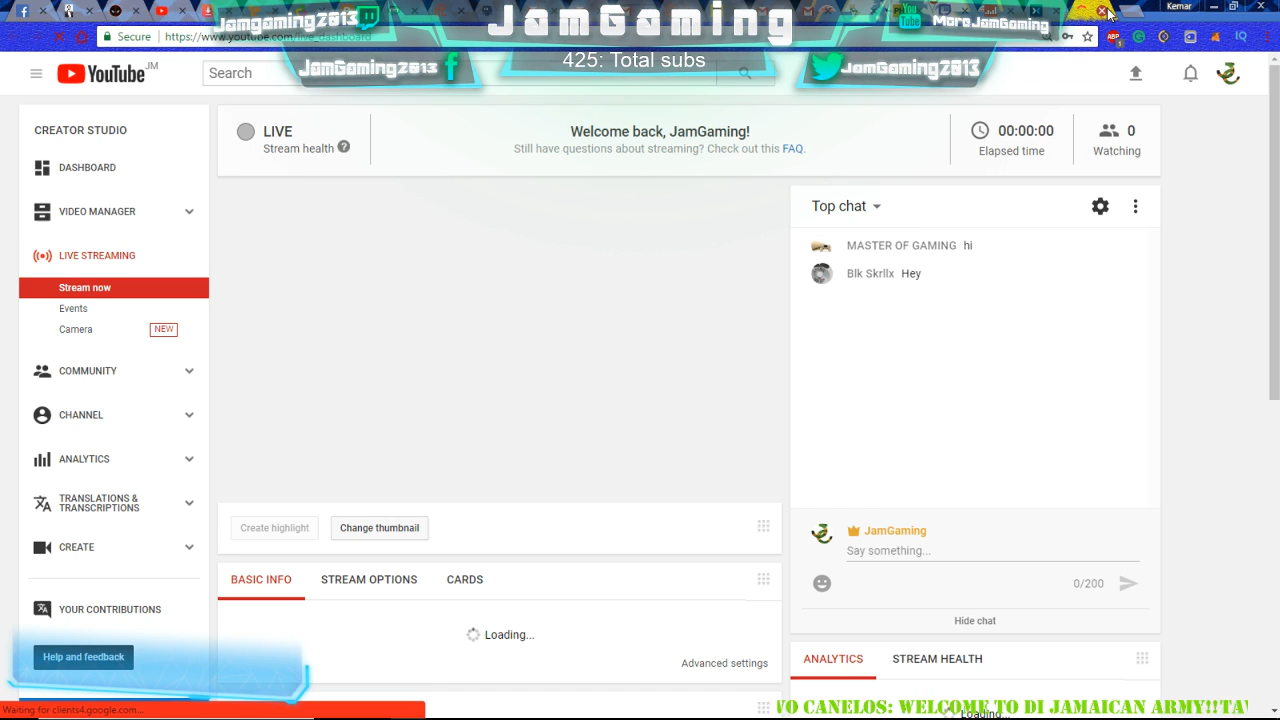 JamGaming2013
JamGaming
MoreJamGaming
Kemar
Secure
https://www.youtube.com/live_dashboard
JamGaming2013
425: Total subs
JamGaming2013
YouTube JM
Search
CREATOR STUDIO
DASHBOARD
VIDEO MANAGER
LIVE STREAMING
Stream now
Events
Camera NEW
COMMUNITY
CHANNEL
ANALYTICS
TRANSLATIONS &
TRANSCRIPTIONS
CREATE
YOUR CONTRIBUTIONS
Help and feedback
Waiting for clients4.google.com...
LIVE
Stream health ?
Welcome back, JamGaming!
Still have questions about streaming? Check out this FAQ.
00:00:00
Elapsed time
0
Watching
Create highlight
Change thumbnail
BASIC INFO STREAM OPTIONS CARDS
Loading...
Advanced settings
Top chat
MASTER OF GAMING hi
Blk Skrllx Hey
JamGaming
Say something...
0/200
Hide chat
ANALYTICS STREAM HEALTH
Loading...
VO CANELOS: WELCOME TO DI JAMAICAN ARMY!!